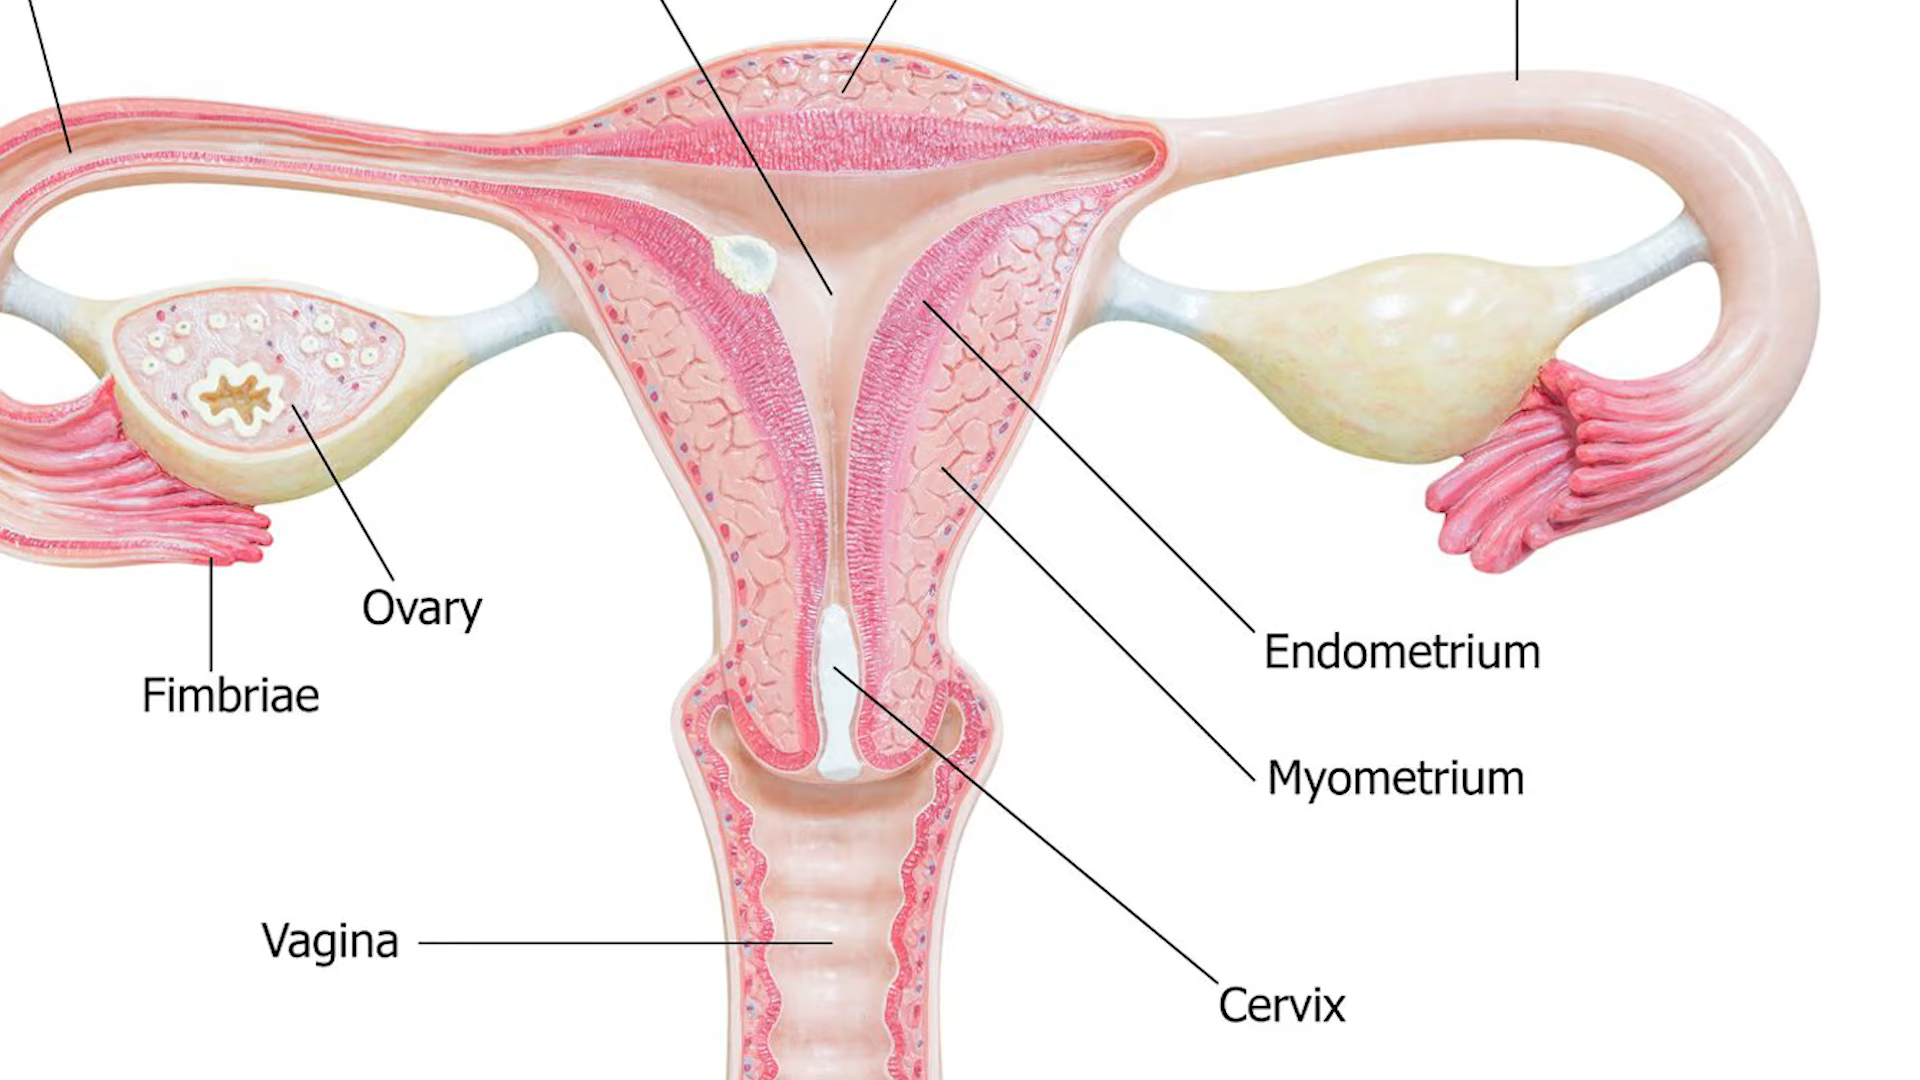 Ovary
Fimbriae
Endometrium
Myometrium
Vagina
Cervix